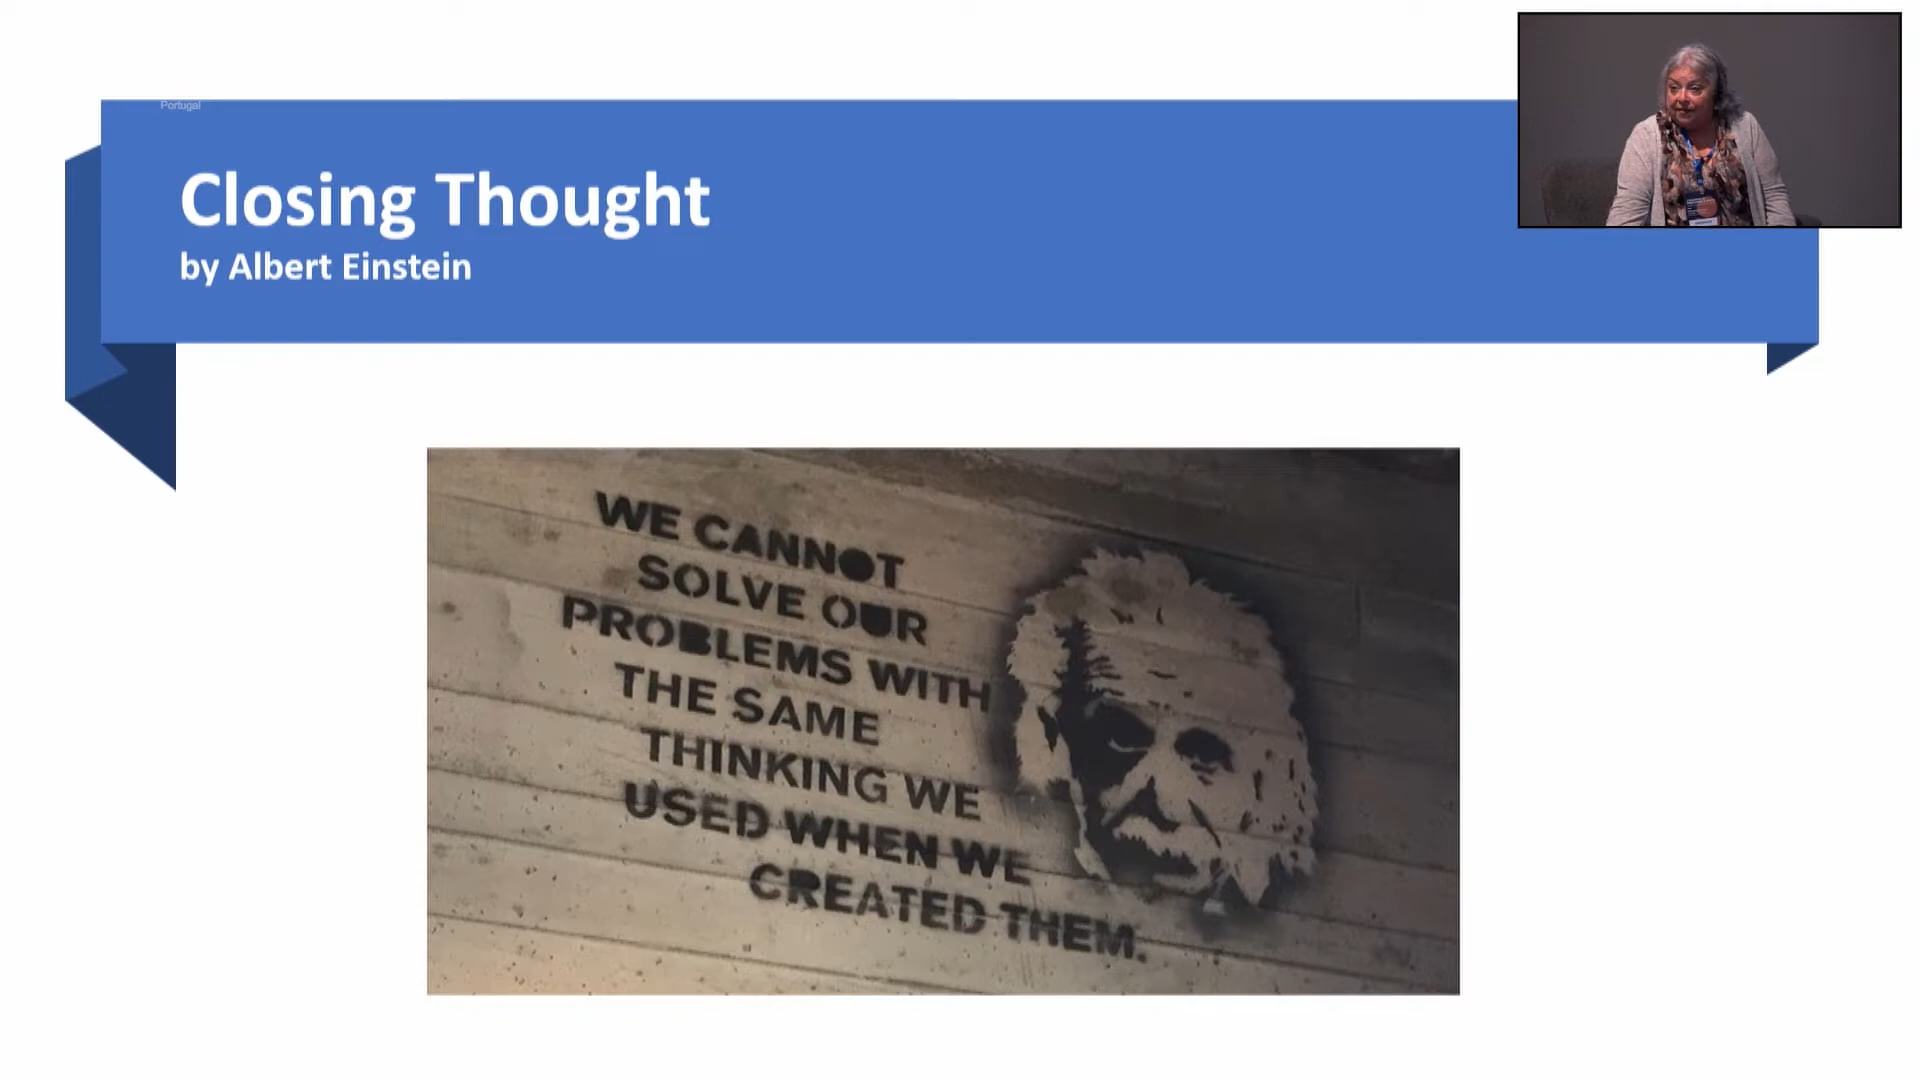 Portugal
Closing Thought
by Albert Einstein
WE CANNOT
SOLVE OUR
PROBLEMS WITH
THE SAME
THINKING WE
USED WHEN WE
CREATED THEM.